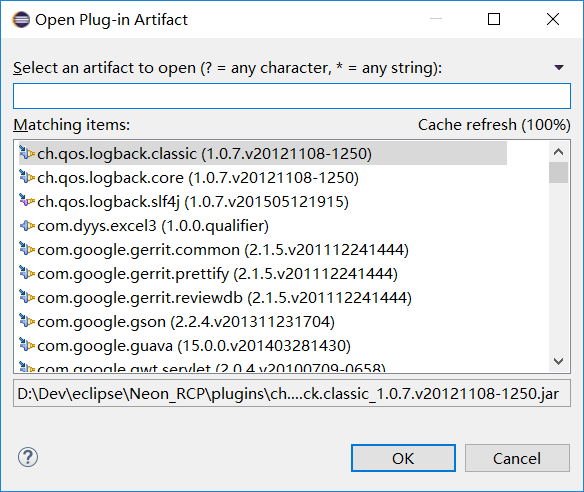 Open Plug-in Artifact
Select an artifact to open (? = any character, * = any string):
Matching items: Cache refresh (100%)
ch.qos.logback.classic (1.0.7.v20121108-1250)
ch.qos.logback.core (1.0.7.v20121108-1250)
ch.qos.logback.slf4j (1.0.7.v201505121915)
com.dyys.excel3 (1.0.0.qualifier)
com.google.gerrit.common (2.1.5.v201112241444)
com.google.gerrit.prettify (2.1.5.v201112241444)
com.google.gerrit.reviewdb (2.1.5.v201112241444)
com.google.gson (2.2.4.v201311231704)
com.google.guava (15.0.0.v201403281430)
com.google.gwt.servlet (2.0.4.v20100709-0658)
D:\Dev\eclipse\Neon_RCP\plugins\ch....ck.classic_1.0.7.v20121108-1250.jar
? OK Cancel